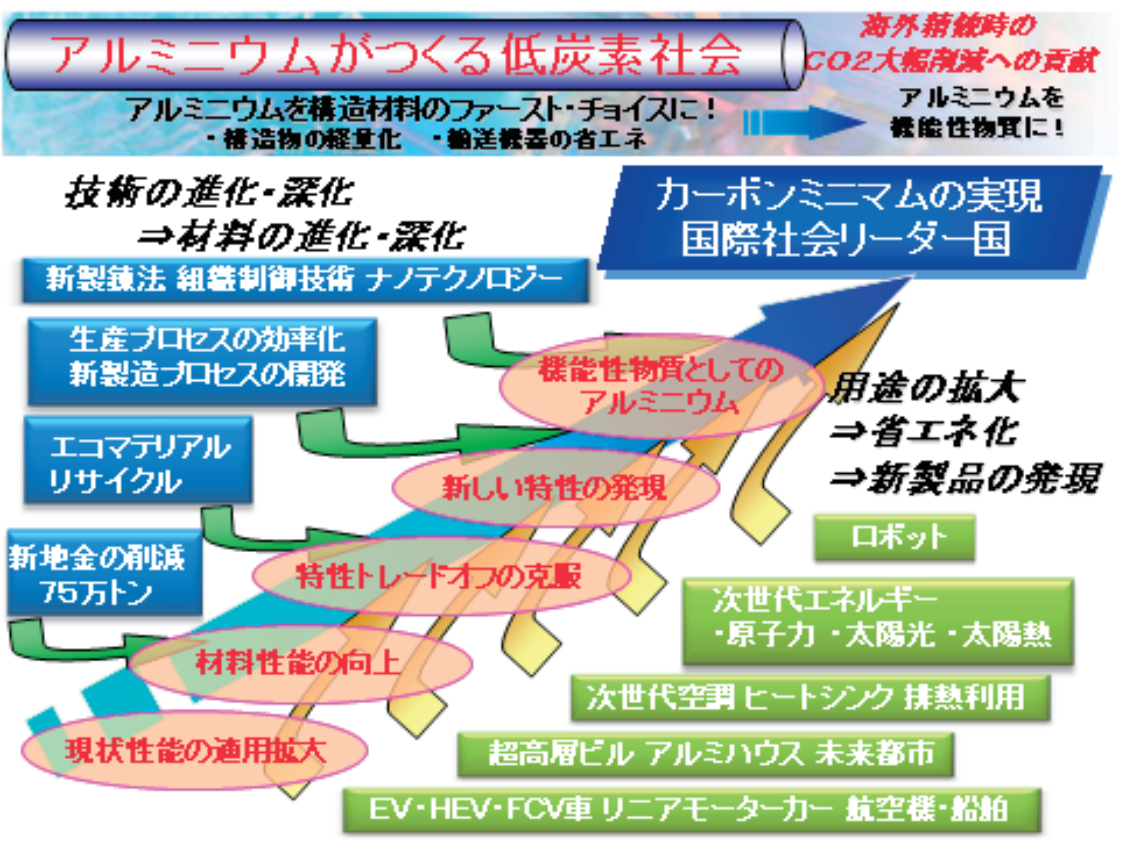 アルミニウムがつくる低炭素社会
海外精錬時の
CO2大幅削減への貢献
アルミニウムを構造材料のファースト・チョイスに！
・構造物の軽量化 ・輸送機器の省エネ
アルミニウムを
機能性物質に！
技術の進化・深化
⇒材料の進化・深化
カーボンミニマムの実現
国際社会リーダー国
新製錬法 組織制御技術 ナノテクノロジー
生産プロセスの効率化
新製造プロセスの開発
エコマテリアル
リサイクル
新地金の削減
75万トン
機能性物質としての
アルミニウム
新しい特性の発現
特性トレードオフの克服
材料性能の向上
現状性能の適用拡大
用途の拡大
⇒省エネ化
⇒新製品の発現
ロボット
次世代エネルギー
・原子力 ・太陽光 ・太陽熱
次世代空調 ヒートシンク 排熱利用
超高層ビル アルミハウス 未来都市
EV・HEV・FCV車 リニアモーターカー 航空機・船舶